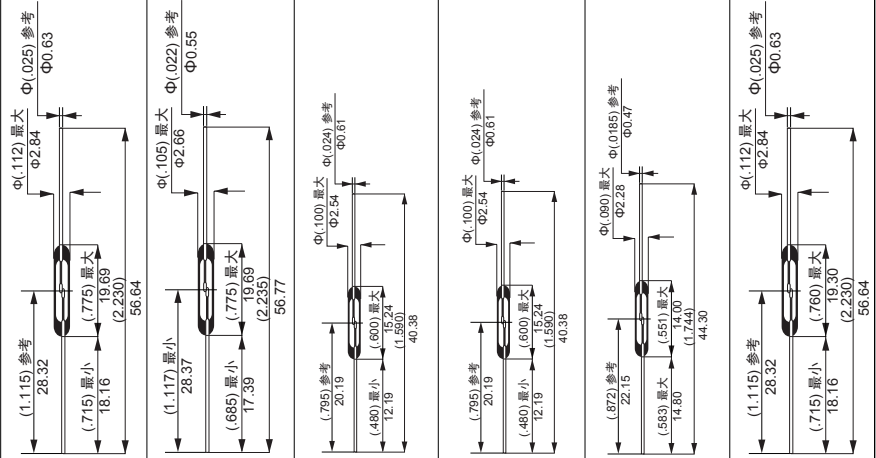 Φ(.025) 参考
Φ0.63
Φ(.112) 最大
Φ2.84
(.775) 最大
19.69
(2.230)
56.64
(1.115) 参考
28.32
(.715) 最小
18.16
Φ(.022) 参考
Φ0.55
Φ(.105) 最大
Φ2.66
(.775) 最大
19.69
(2.235)
56.77
(1.117) 最小
28.37
(.685) 最小
17.39
Φ(.024) 参考
Φ0.61
Φ(.100) 最大
Φ2.54
(.600) 最大
15.24
(1.590)
40.38
(.795) 参考
20.19
(.480) 最小
12.19
Φ(.024) 参考
Φ0.61
Φ(.100) 最大
Φ2.54
(.600) 最大
15.24
(1.590)
40.38
(.795) 参考
20.19
(.480) 最小
12.19
Φ(.0185) 参考
Φ0.47
Φ(.090) 最大
Φ2.28
(.551) 最大
14.00
(1.744)
44.30
(.872) 参考
22.15
(.583) 最大
14.80
Φ(.025) 参考
Φ0.63
Φ(.112) 最大
Φ2.84
(.760) 最大
19.30
(2.230)
56.64
(1.115) 参考
28.32
(.715) 最小
18.16